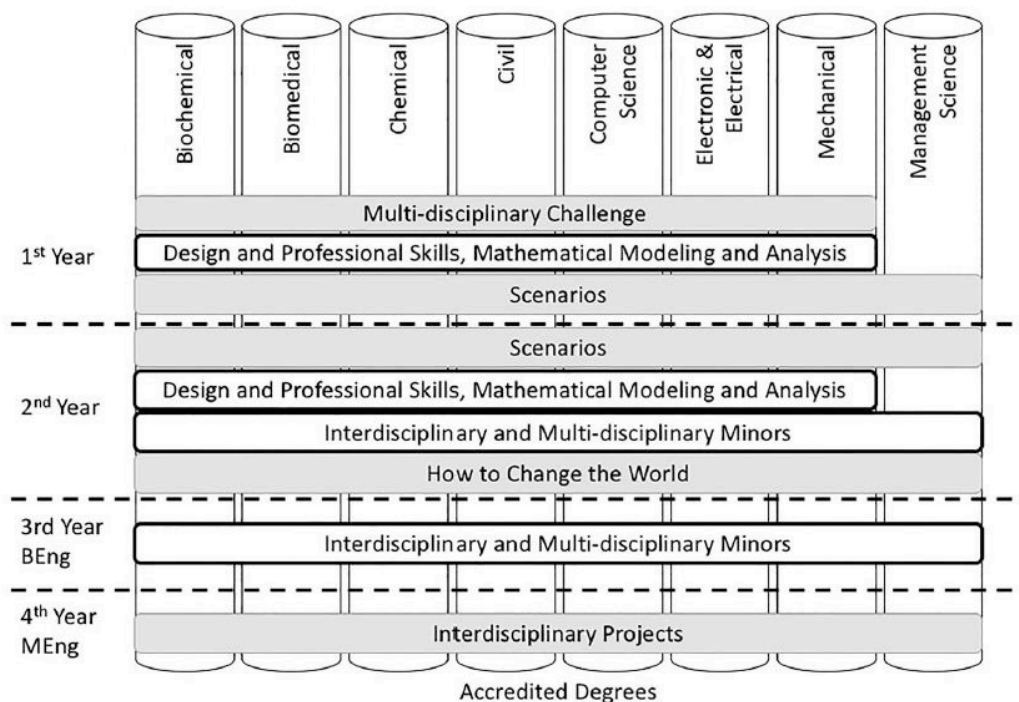 Biochemical
Biomedical
Chemical
Civil
Computer
Science
Electronic &
Electrical
Mechanical
Management
Science
Multi-disciplinary Challenge
1st Year
Design and Professional Skills, Mathematical Modeling and Analysis
Scenarios
Scenarios
2nd Year
Design and Professional Skills, Mathematical Modeling and Analysis
Interdisciplinary and Multi-disciplinary Minors
How to Change the World
3rd Year
BEng
Interdisciplinary and Multi-disciplinary Minors
4th Year
MEng
Interdisciplinary Projects
Accredited Degrees